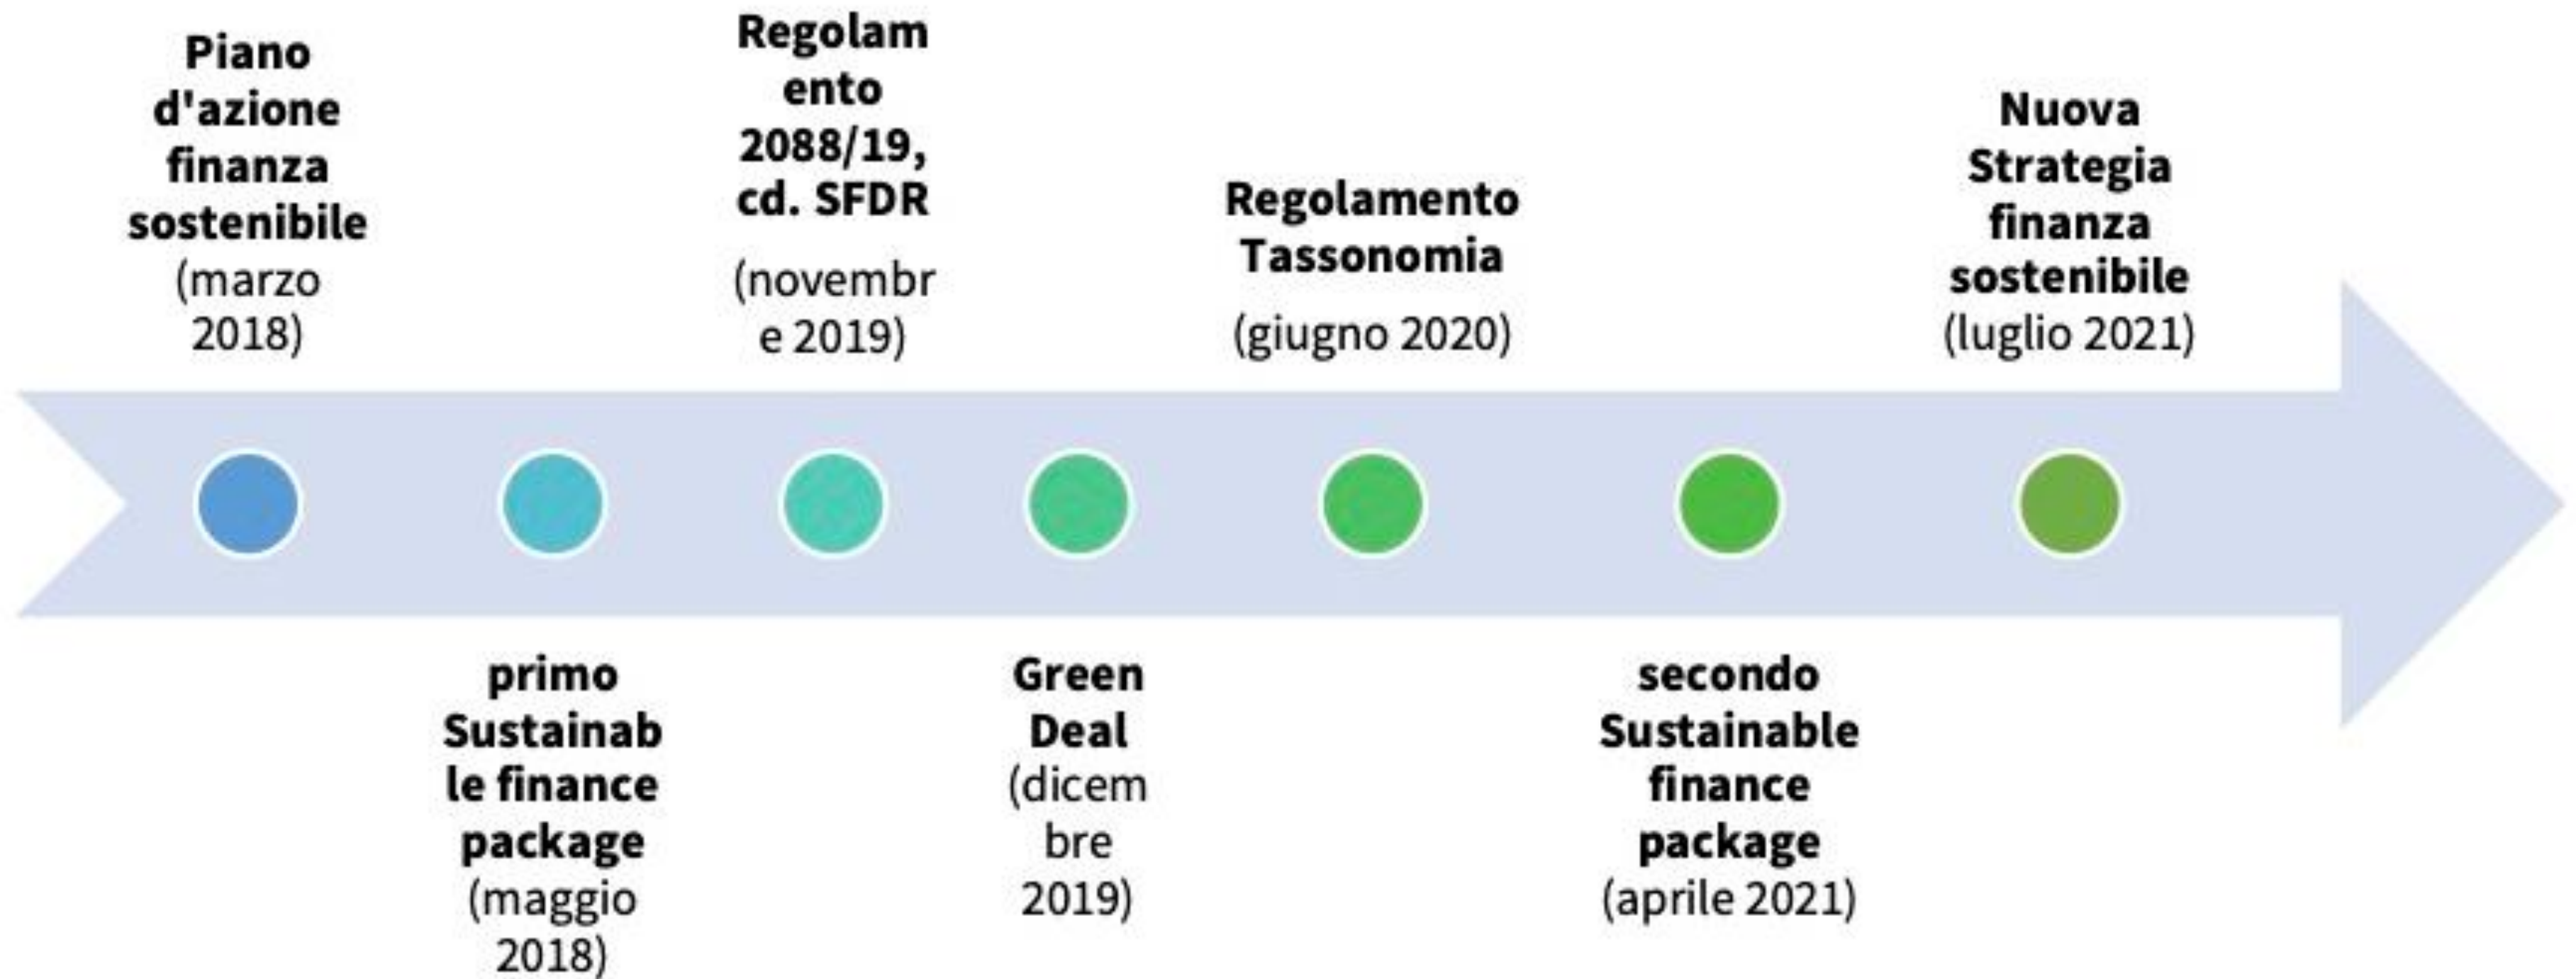 Piano
d'azione
finanza
sostenibile
(marzo
2018)
primo
Sustainab
le finance
package
(maggio
2018)
Regolam
ento
2088/19,
cd. SFDR
(novembr
e 2019)
Green
Deal
(dicem
bre
2019)
Regolamento
Tassonomia
(giugno 2020)
secondo
Sustainable
finance
package
(aprile 2021)
Nuova
Strategia
finanza
sostenibile
(luglio 2021)